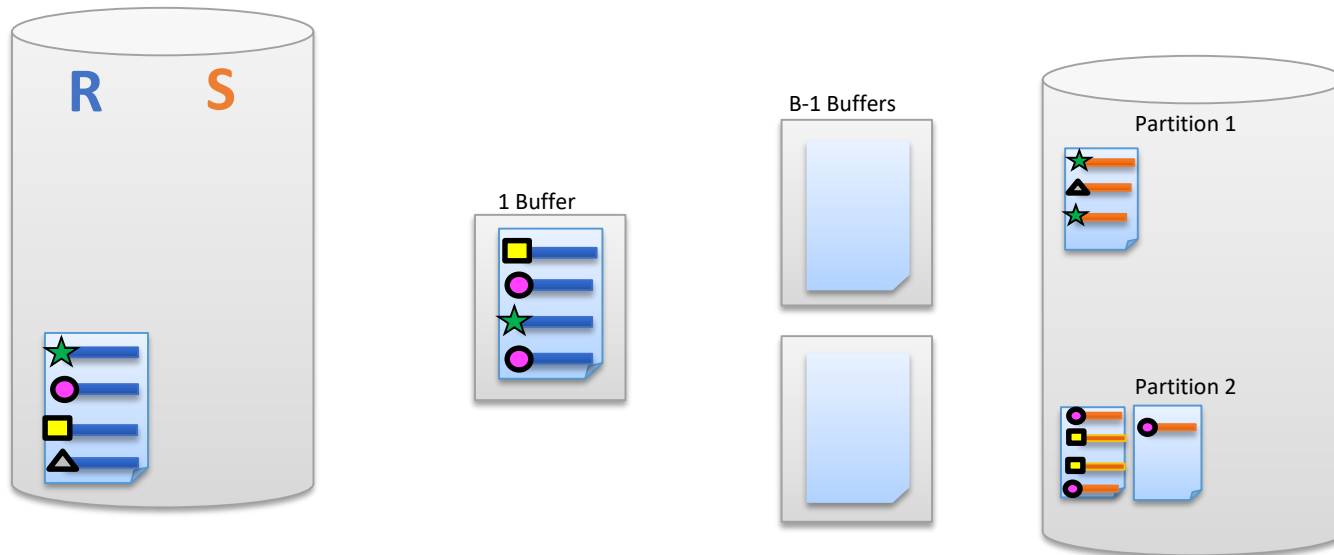 R S
B-1 Buffers
Partition 1
1 Buffer
Partition 2